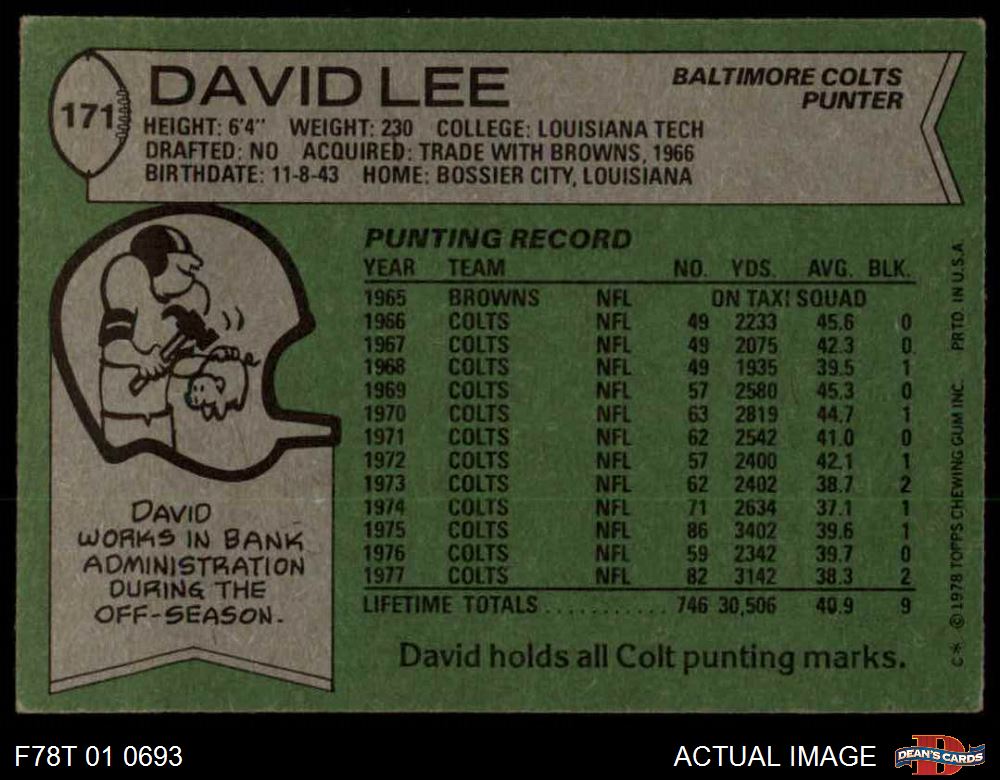 171
DAVID LEE
BALTIMORE COLTS
PUNTER
HEIGHT: 6'4" WEIGHT: 230 COLLEGE: LOUISIANA TECH
DRAFTED: NO ACQUIRED: TRADE WITH BROWNS, 1966
BIRTHDATE: 11-8-43 HOME: BOSSIER CITY, LOUISIANA
PUNTING RECORD
YEAR TEAM NO. YDS. AVG. BLK.
1965 BROWNS NFL ON TAXI SQUAD
1966 COLTS NFL 49 2233 45.6 0
1967 COLTS NFL 49 2075 42.3 0
1968 COLTS NFL 49 1935 39.5 1
1969 COLTS NFL 57 2580 45.3 0
1970 COLTS NFL 63 2819 44.7 1
1971 COLTS NFL 62 2542 41.0 0
1972 COLTS NFL 57 2400 42.1 1
1973 COLTS NFL 62 2402 38.7 2
1974 COLTS NFL 71 2634 37.1 1
1975 COLTS NFL 86 3402 39.6 1
1976 COLTS NFL 59 2342 39.7 0
1977 COLTS NFL 82 3142 38.3 2
LIFETIME TOTALS........... 746 30,506 40.9 9
David holds all Colt punting marks.
DAVID
WORKS IN BANK
ADMINISTRATION
DURING THE
OFF-SEASON.
C* © 1978 TOPPS CHEWING GUM INC. PRTD. IN U.S.A
F78T 01 0693
ACTUAL IMAGE
D
DEAN'S CARDS